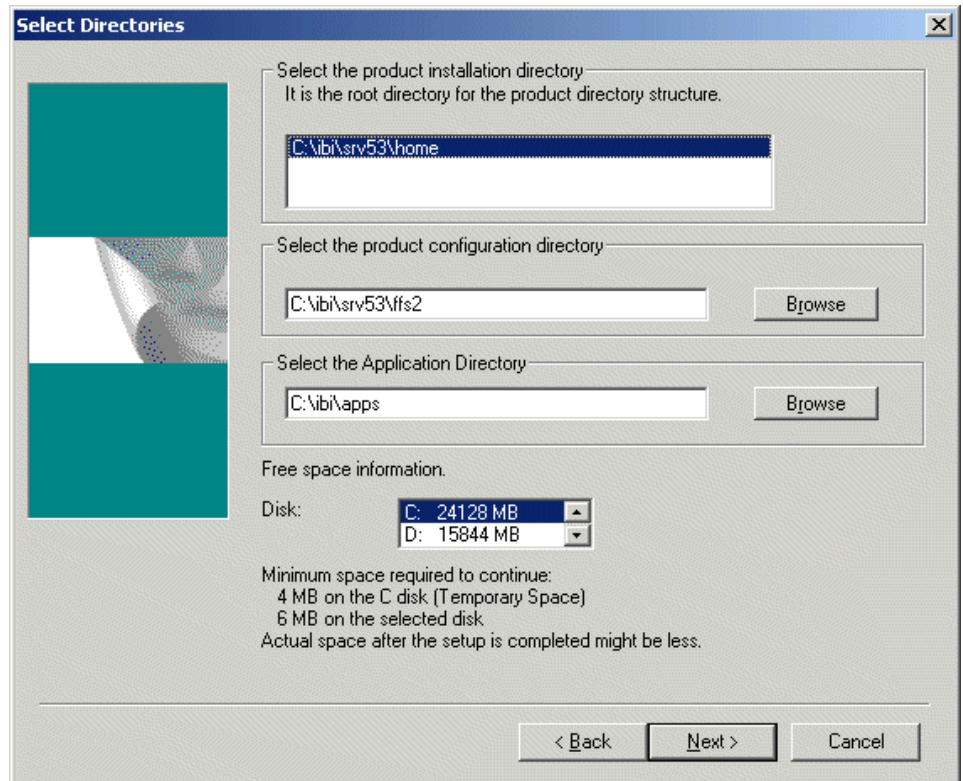 Select Directories
Select the product installation directory
It is the root directory for the product directory structure.
C:\ibi\srv53\home
Select the product configuration directory
C:\ibi\srv53\ffs2
Browse
Select the Application Directory
C:\ibi\apps
Browse
Free space information.
Disk:
C: 24128 MB
D: 15844 MB
Minimum space required to continue:
4 MB on the C disk (Temporary Space)
6 MB on the selected disk
Actual space after the setup is completed might be less.
< Back
Next >
Cancel